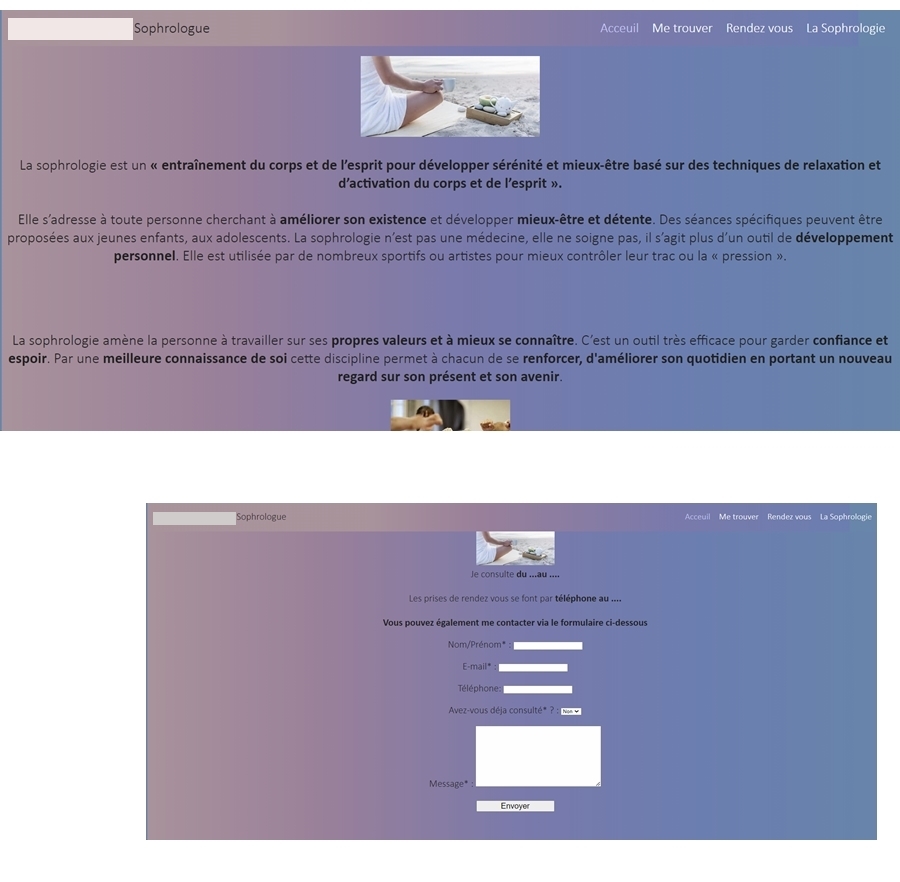 Sophrologue
Acceuil Me trouver Rendez vous La Sophrologie
La sophrologie est un « entraînement du corps et de l’esprit pour développer sérénité et mieux-être basé sur des techniques de relaxation et
d’activation du corps et de l’esprit ».
Elle s’adresse à toute personne cherchant à améliorer son existence et développer mieux-être et détente. Des séances spécifiques peuvent être
proposées aux jeunes enfants, aux adolescents. La sophrologie n’est pas une médecine, elle ne soigne pas, il s’agit plus d’un outil de développement
personnel. Elle est utilisée par de nombreux sportifs ou artistes pour mieux contrôler leur trac ou la « pression ».
La sophrologie amène la personne à travailler sur ses propres valeurs et à mieux se connaître. C’est un outil très efficace pour garder confiance et
espoir. Par une meilleure connaissance de soi cette discipline permet à chacun de se renforcer, d'améliorer son quotidien en portant un nouveau
regard sur son présent et son avenir.
Sophrologue
Acceuil Me trouver Rendez vous La Sophrologie
Je consulte du ...au ....
Les prises de rendez vous se font par téléphone au ....
Vous pouvez également me contacter via le formulaire ci-dessous
Nom/Prénom* :
E-mail* :
Téléphone:
Avez-vous déja consulté* ? : Non
Message* :
Envoyer